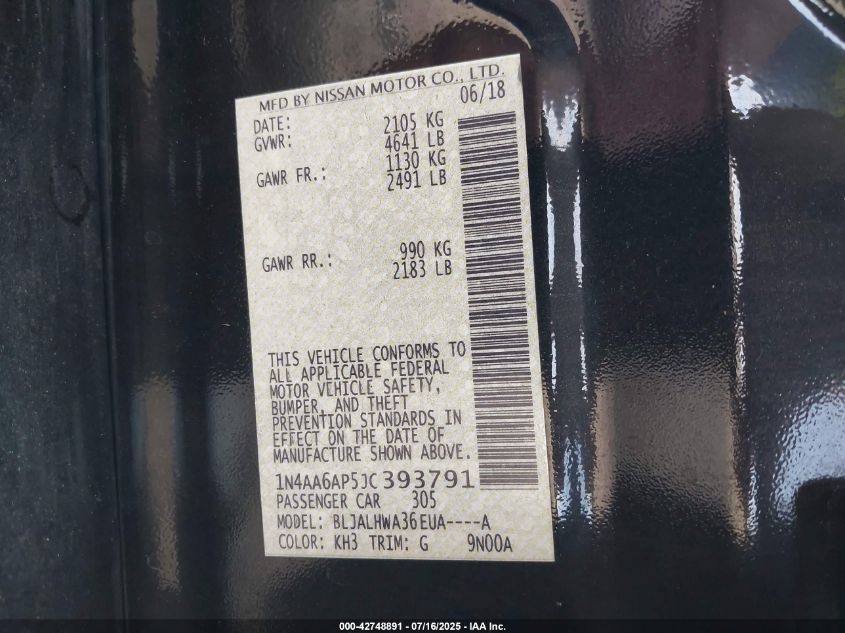 MFD BY NISSAN MOTOR CO., LTD.
DATE: 06/18
GVWR: 2105 KG
4641 LB
GAWR FR.: 1130 KG
2491 LB
GAWR RR.: 990 KG
2183 LB
THIS VEHICLE CONFORMS TO
ALL APPLICABLE FEDERAL
MOTOR VEHICLE SAFETY,
BUMPER, AND THEFT
PREVENTION STANDARDS IN
EFFECT ON THE DATE OF
MANUFACTURE SHOWN ABOVE.
1N4AA6AP5JC393791
PASSENGER CAR 305
MODEL: BLJALHWA36EUA----A
COLOR: KH3 TRIM: G 9N00A
000-42748891 - 07/16/2025 - IAA Inc.